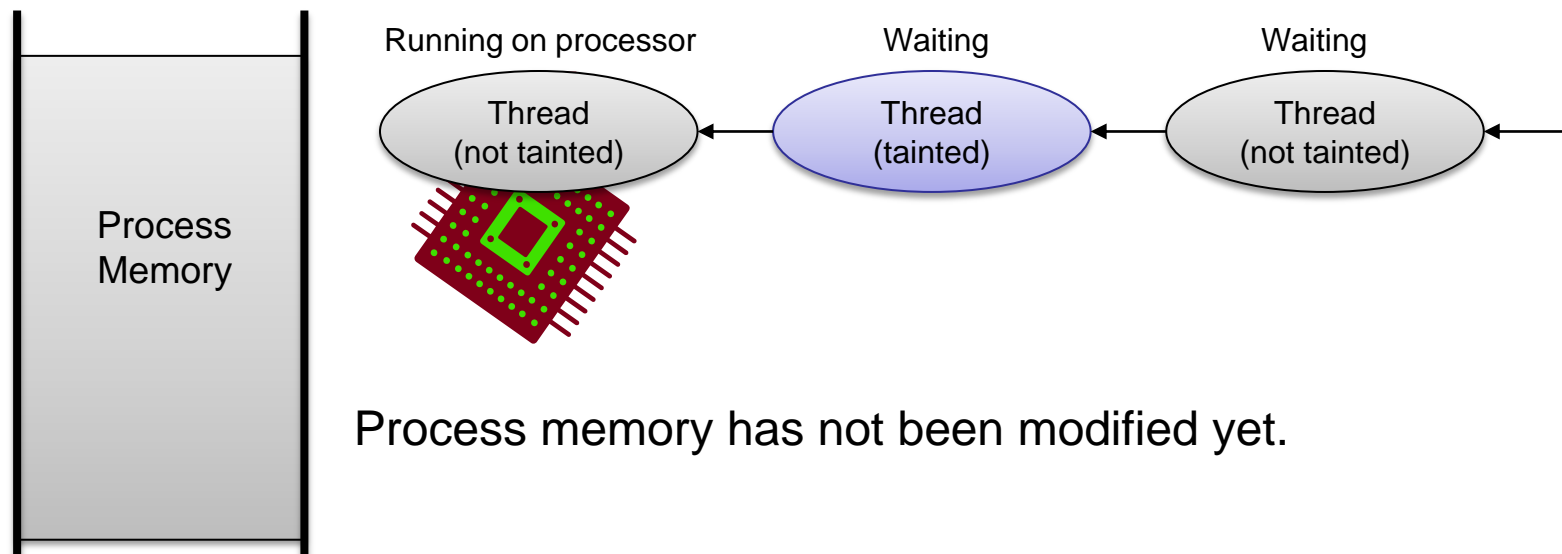 Running on processor
Waiting
Waiting
Thread
(not tainted)
Thread
(tainted)
Thread
(not tainted)
Process
Memory
Process memory has not been modified yet.